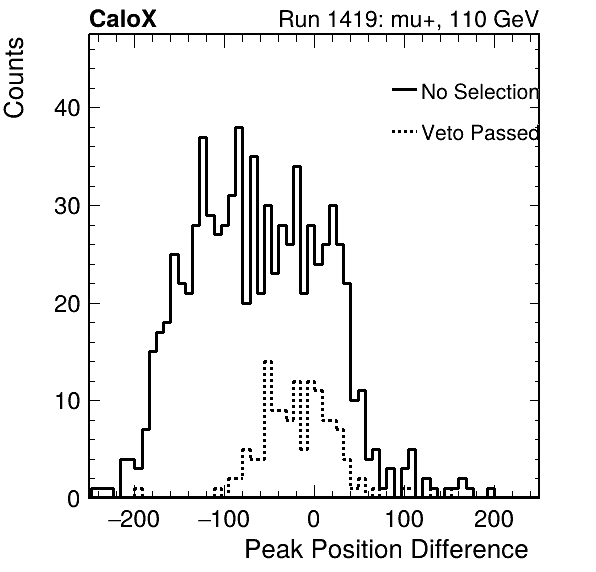 CaloX Run 1419: mu+, 110 GeV
Counts
No Selection
Veto Passed
40
30
20
10
0
−200 −100 0 100 200
Peak Position Difference